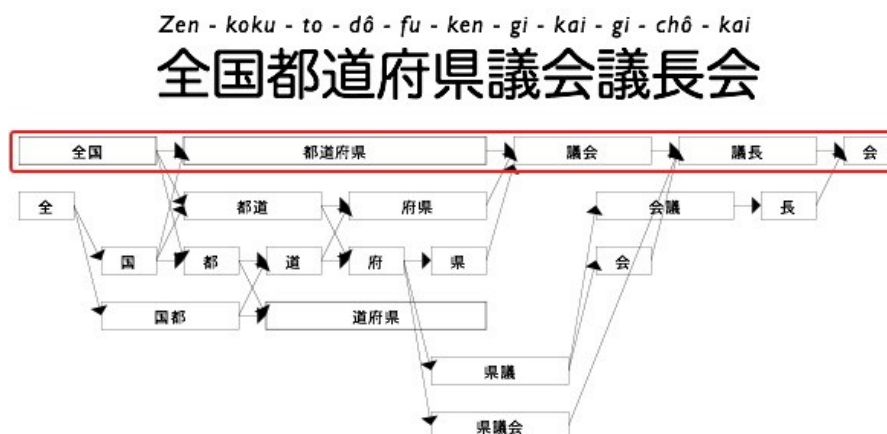 Zen - koku - to - dô - fu - ken - gi - kai - gi - chô - kai
全国都道府県議会議長会
全国 都道府県 議会 議長 会
全 都道 府県 会議 長
国 都 道 府 県 会
国都 道府県
県議
県議会